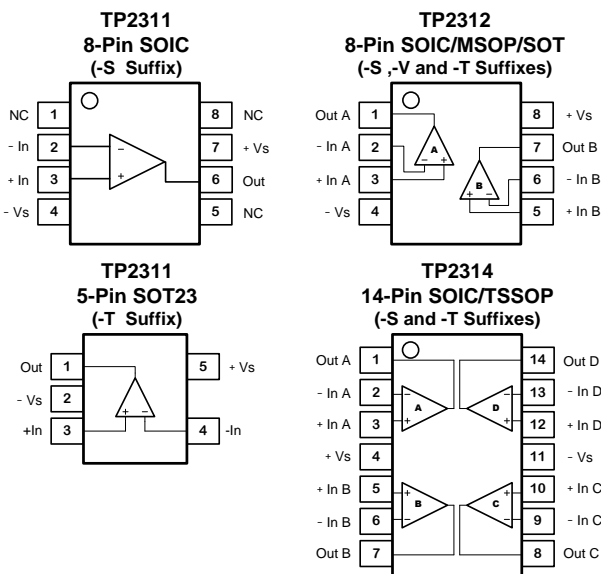 TP2311
8-Pin SOIC
(-S Suffix)
NC 1
8 NC
- In 2
7 + Vs
+ In 3
6 Out
- Vs 4
5 NC
−
+
TP2312
8-Pin SOIC/MSOP/SOT
(-S ,-V and -T Suffixes)
Out A 1
8 + Vs
- In A 2
7 Out B
+ In A 3
6 - In B
- Vs 4
5 + In B
A
− +
B
+ −
TP2311
5-Pin SOT23
(-T Suffix)
Out 1
5 + Vs
- Vs 2
+In 3
4 -In
+ −
TP2314
14-Pin SOIC/TSSOP
(-S and -T Suffixes)
Out A 1
14 Out D
- In A 2
13 - In D
+ In A 3
12 + In D
+ Vs 4
11 - Vs
+ In B 5
10 + In C
- In B 6
9 - In C
Out B 7
8 Out C
− A +
− D +
+ B −
+ C −